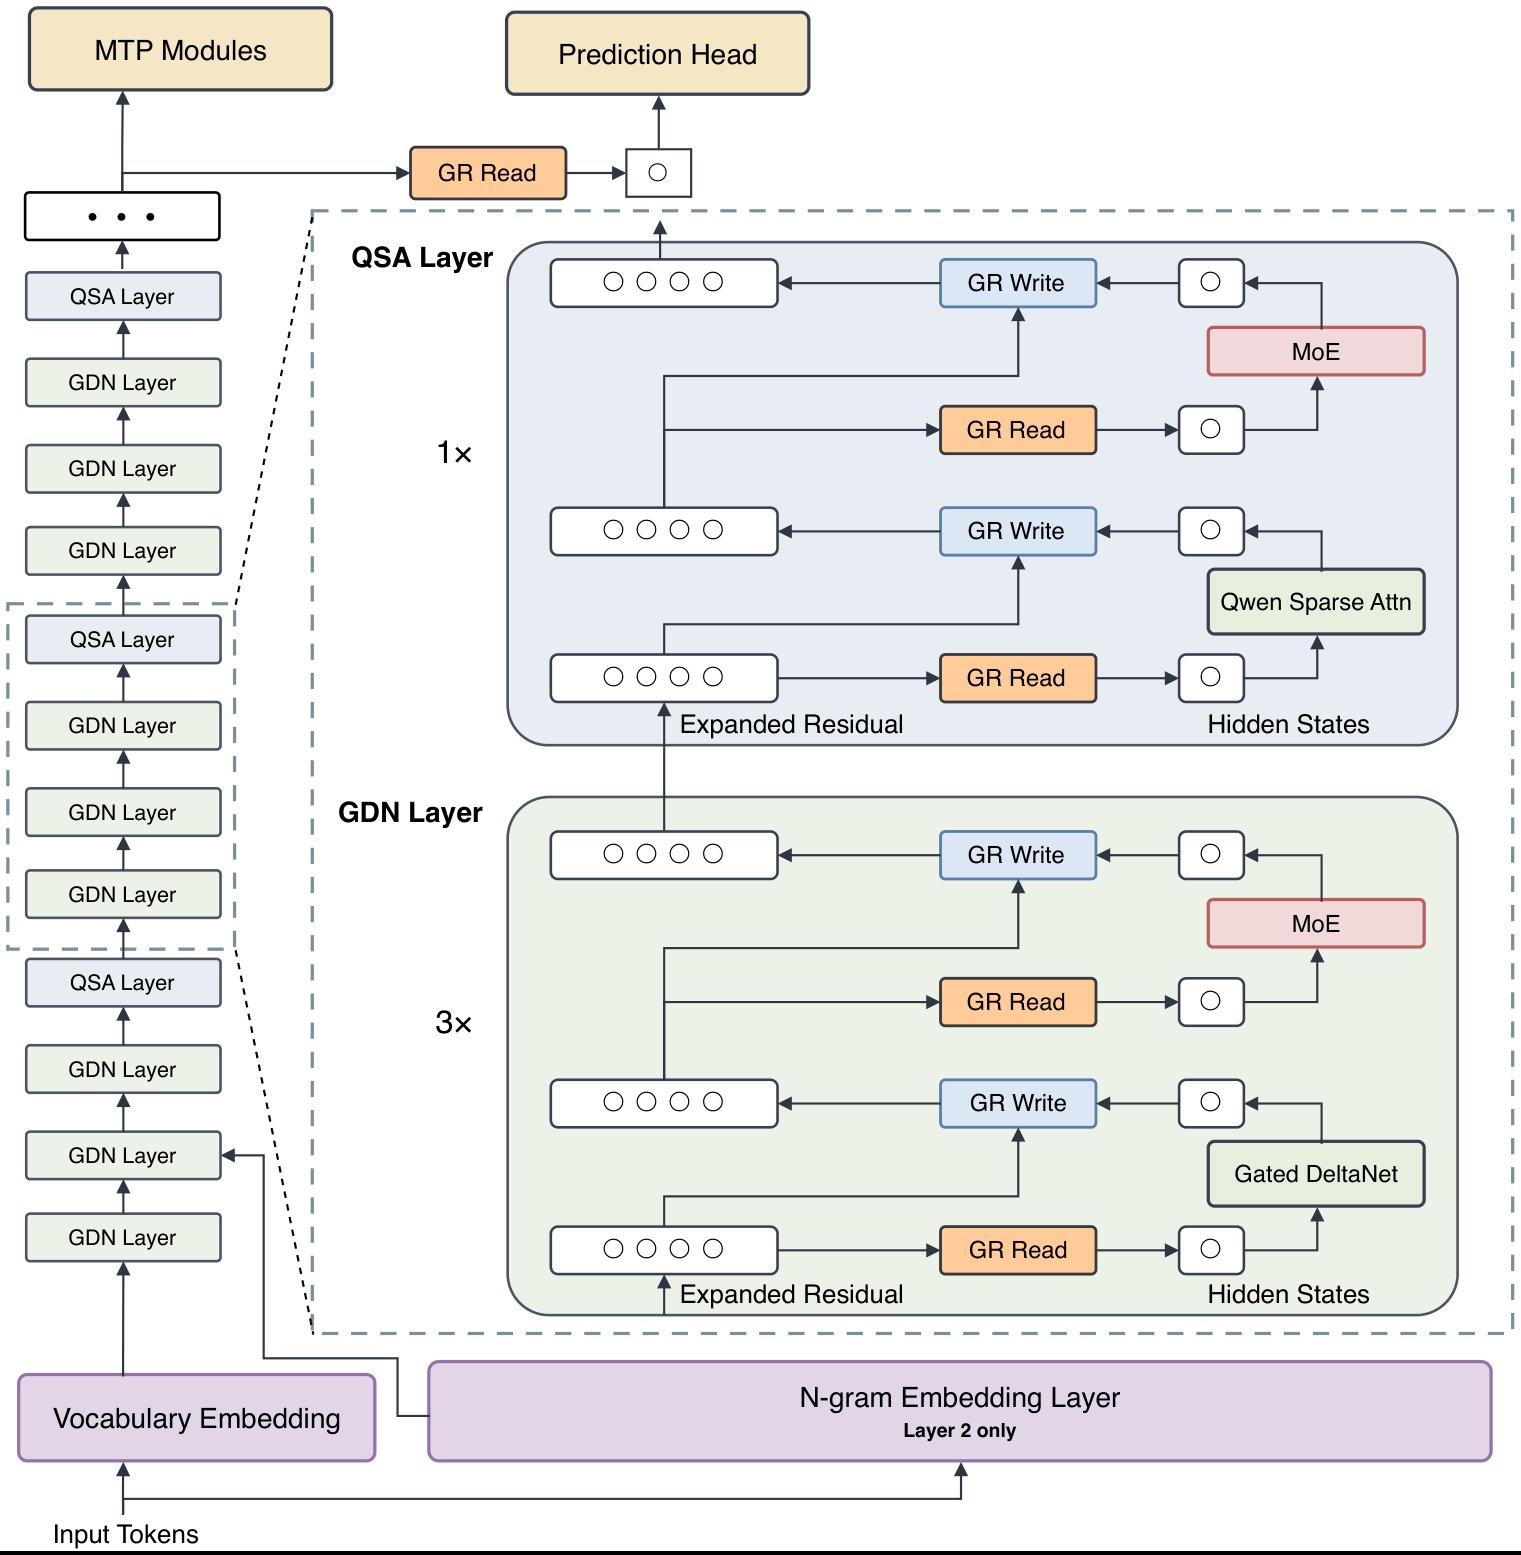 MTP Modules
Prediction Head
GR Read
• • •
QSA Layer
GDN Layer
GDN Layer
GDN Layer
QSA Layer
GDN Layer
GDN Layer
GDN Layer
QSA Layer
GDN Layer
GDN Layer
GDN Layer
QSA Layer
GR Write
MoE
1×
GR Read
GR Write
Qwen Sparse Attn
GR Read
Expanded Residual
Hidden States
GDN Layer
GR Write
MoE
3×
GR Read
GR Write
Gated DeltaNet
GR Read
Expanded Residual
Hidden States
Vocabulary Embedding
N-gram Embedding Layer
Layer 2 only
Input Tokens